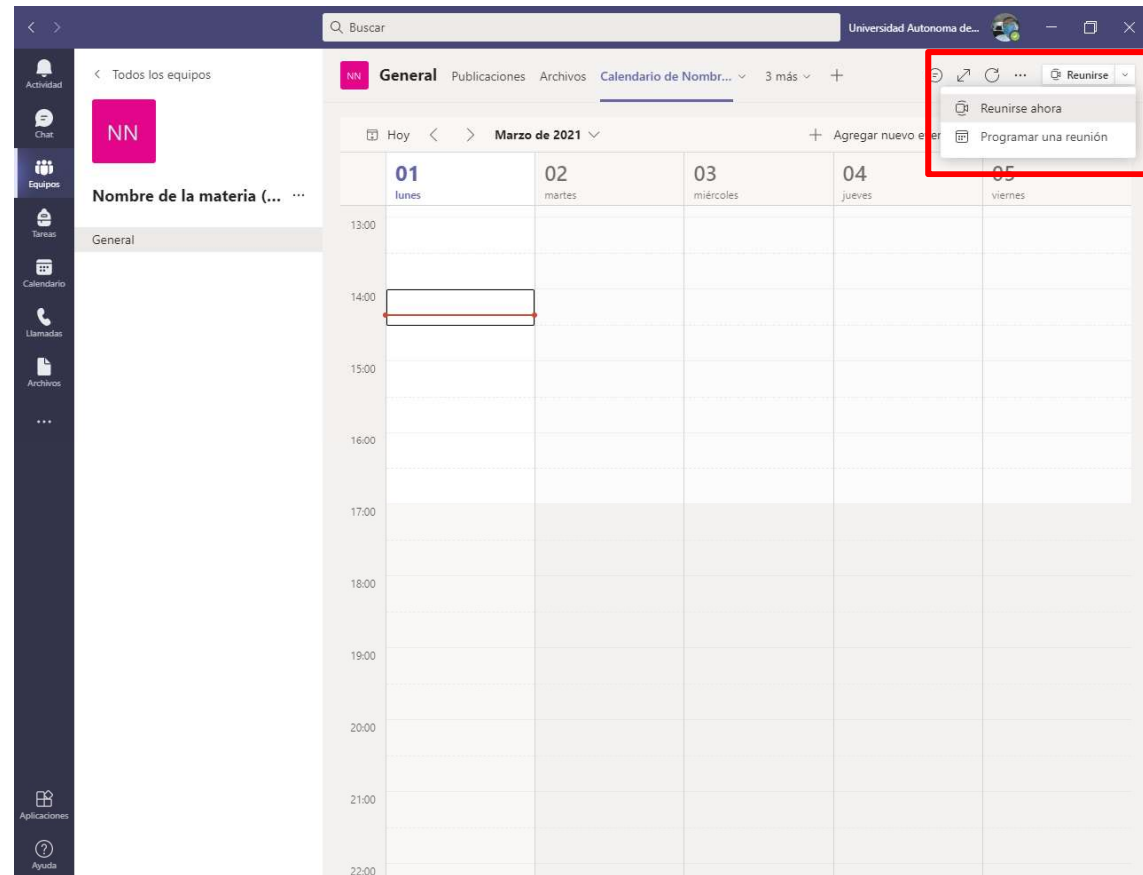 Buscar
Universidad Autonoma de...
Actividad
Chat
Equipos
Tareas
Calendario
Llamadas
Archivos
Aplicaciones
Ayuda
Todos los equipos
NN
Nombre de la materia (... ...
General
NN General Publicaciones Archivos Calendario de Nombr... 3 más
Reunirse
Reunirse ahora
Programar una reunión
Hoy Marzo de 2021
Agregar nuevo
01 02 03 04 05
lunes martes miércoles jueves viernes
13:00
14:00
15:00
16:00
17:00
18:00
19:00
20:00
21:00
22:00